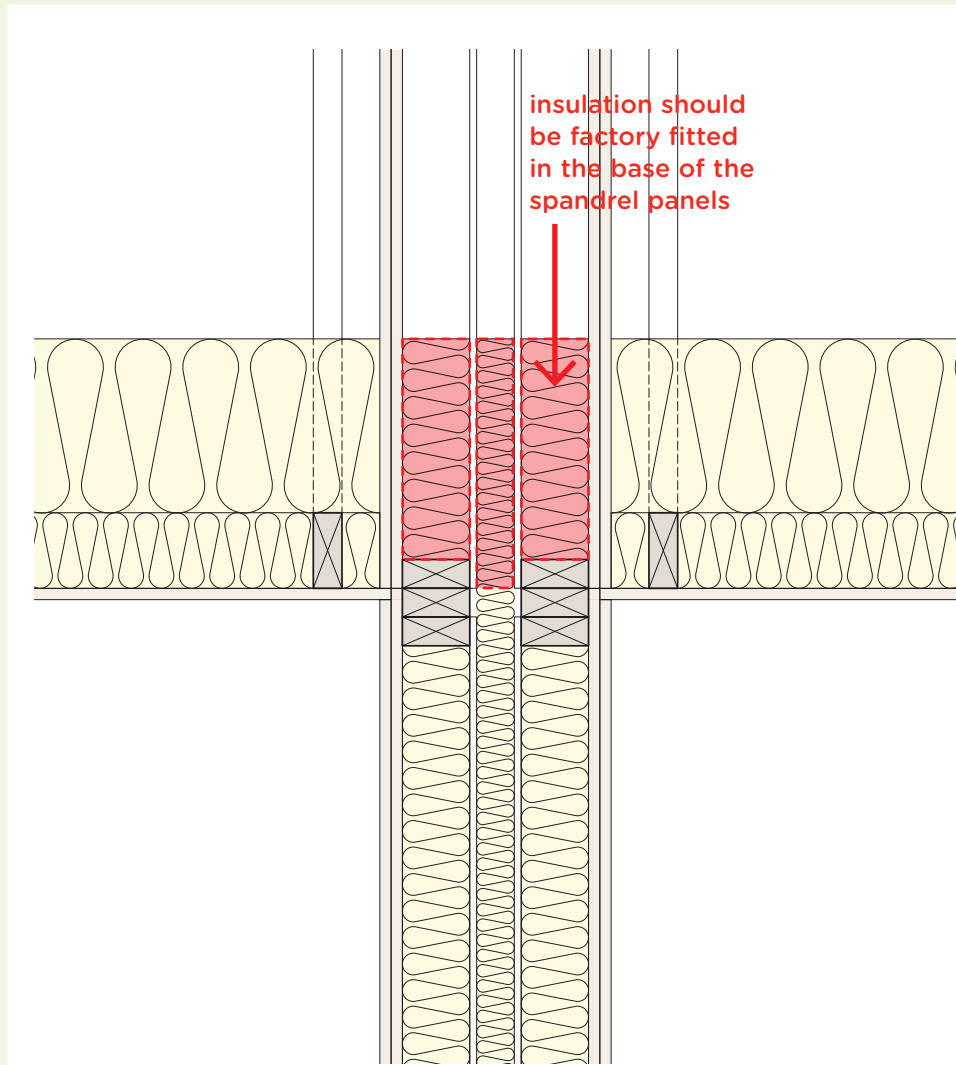 insulation should
be factory fitted
in the base of the
spandrel panels